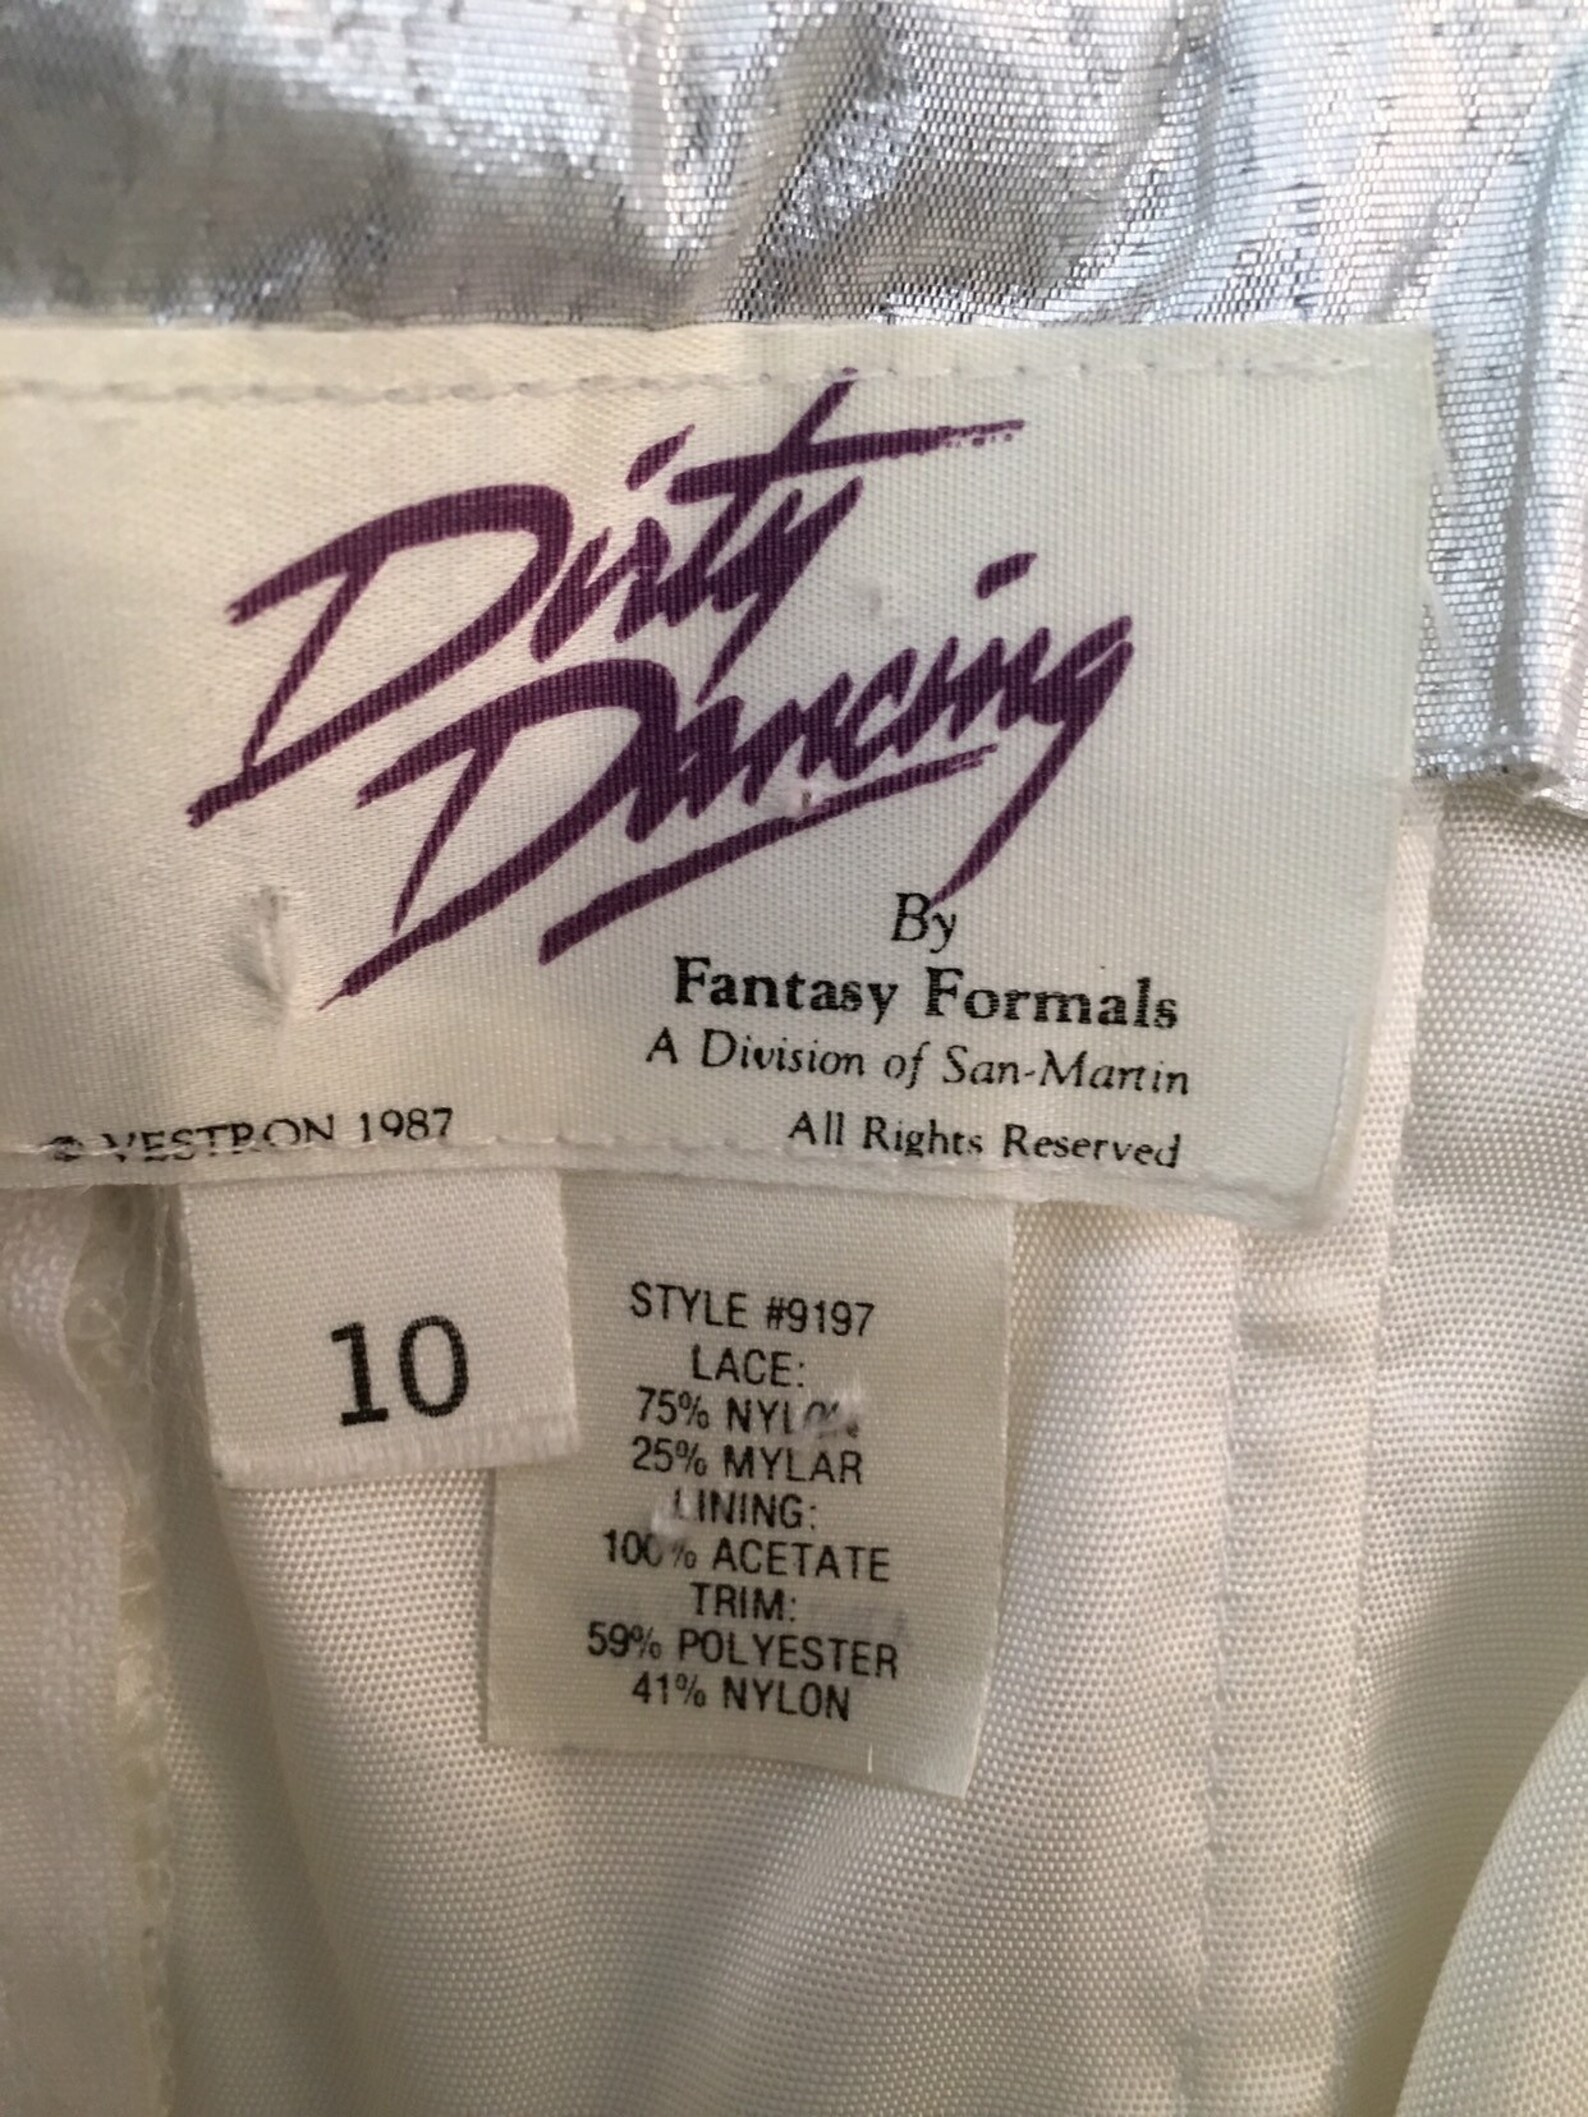 Dirty
Dancing
By
Fantasy Formals
A Division of San-Martin
© VESTRON 1987
All Rights Reserved
10
STYLE #9197
LACE:
75% NYLON
25% MYLAR
LINING:
100% ACETATE
TRIM:
59% POLYESTER
41% NYLON